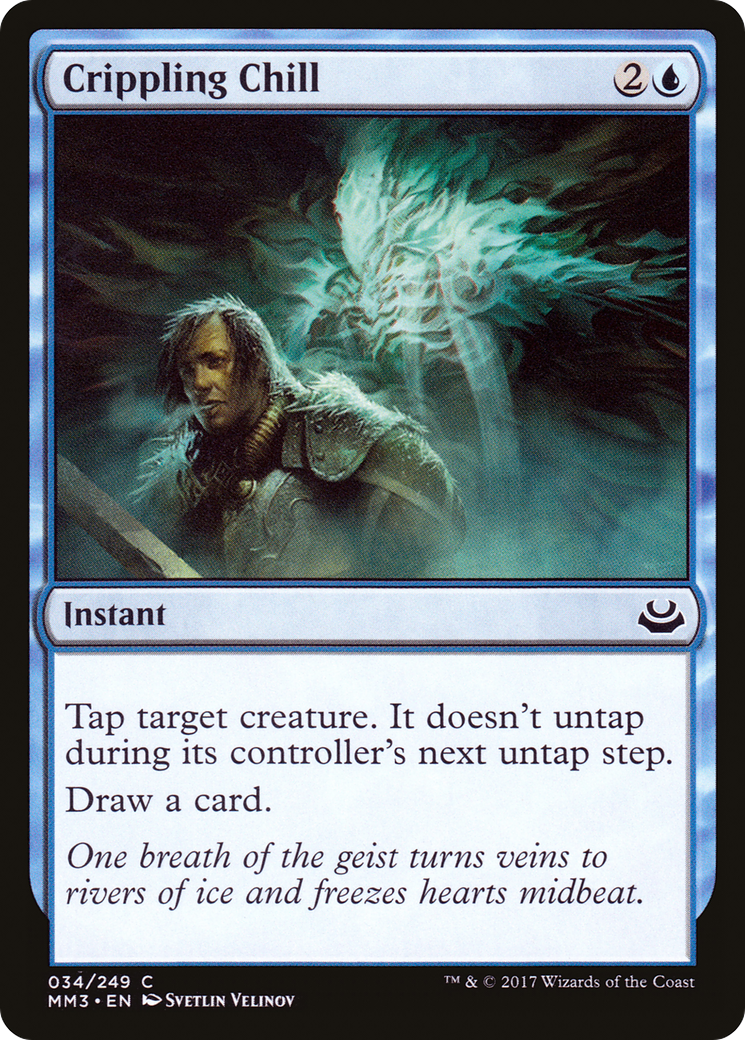 Crippling Chill 2
Instant
Tap target creature. It doesn't untap
during its controller's next untap step.
Draw a card.
One breath of the geist turns veins to
rivers of ice and freezes hearts midbeat.
034/249 C
MM3 • EN Svetlin Velinov
™ & © 2017 Wizards of the Coast